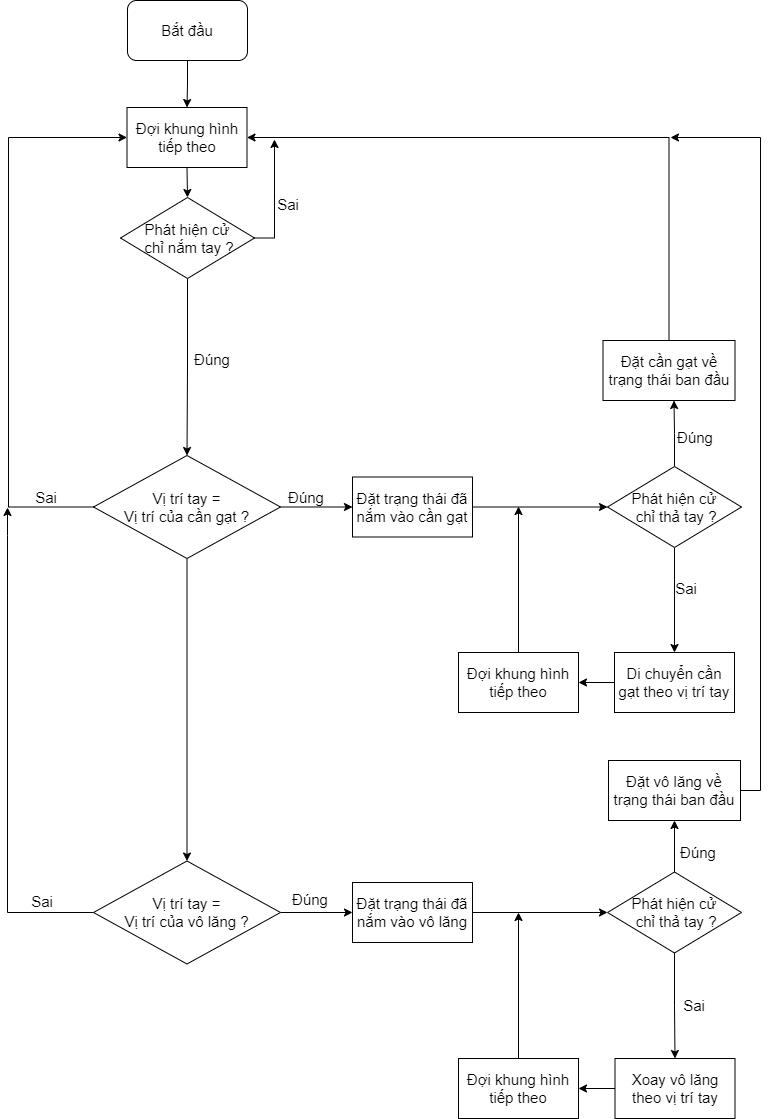 Bắt đầu
Đợi khung hình
tiếp theo
Sai
Phát hiện cử
chỉ nắm tay ?
Đúng
Đặt cần gạt về
trạng thái ban đầu
Đúng
Sai
Vị trí tay =
Vị trí của cần gạt ?
Đúng
Đặt trạng thái đã
nắm vào cần gạt
Phát hiện cử
chỉ thả tay ?
Sai
Đợi khung hình
tiếp theo
Di chuyển cần
gạt theo vị trí tay
Đặt vô lăng về
trạng thái ban đầu
Đúng
Sai
Vị trí tay =
Vị trí của vô lăng ?
Đúng
Đặt trạng thái đã
nắm vào vô lăng
Phát hiện cử
chỉ thả tay ?
Sai
Đợi khung hình
tiếp theo
Xoay vô lăng
theo vị trí tay